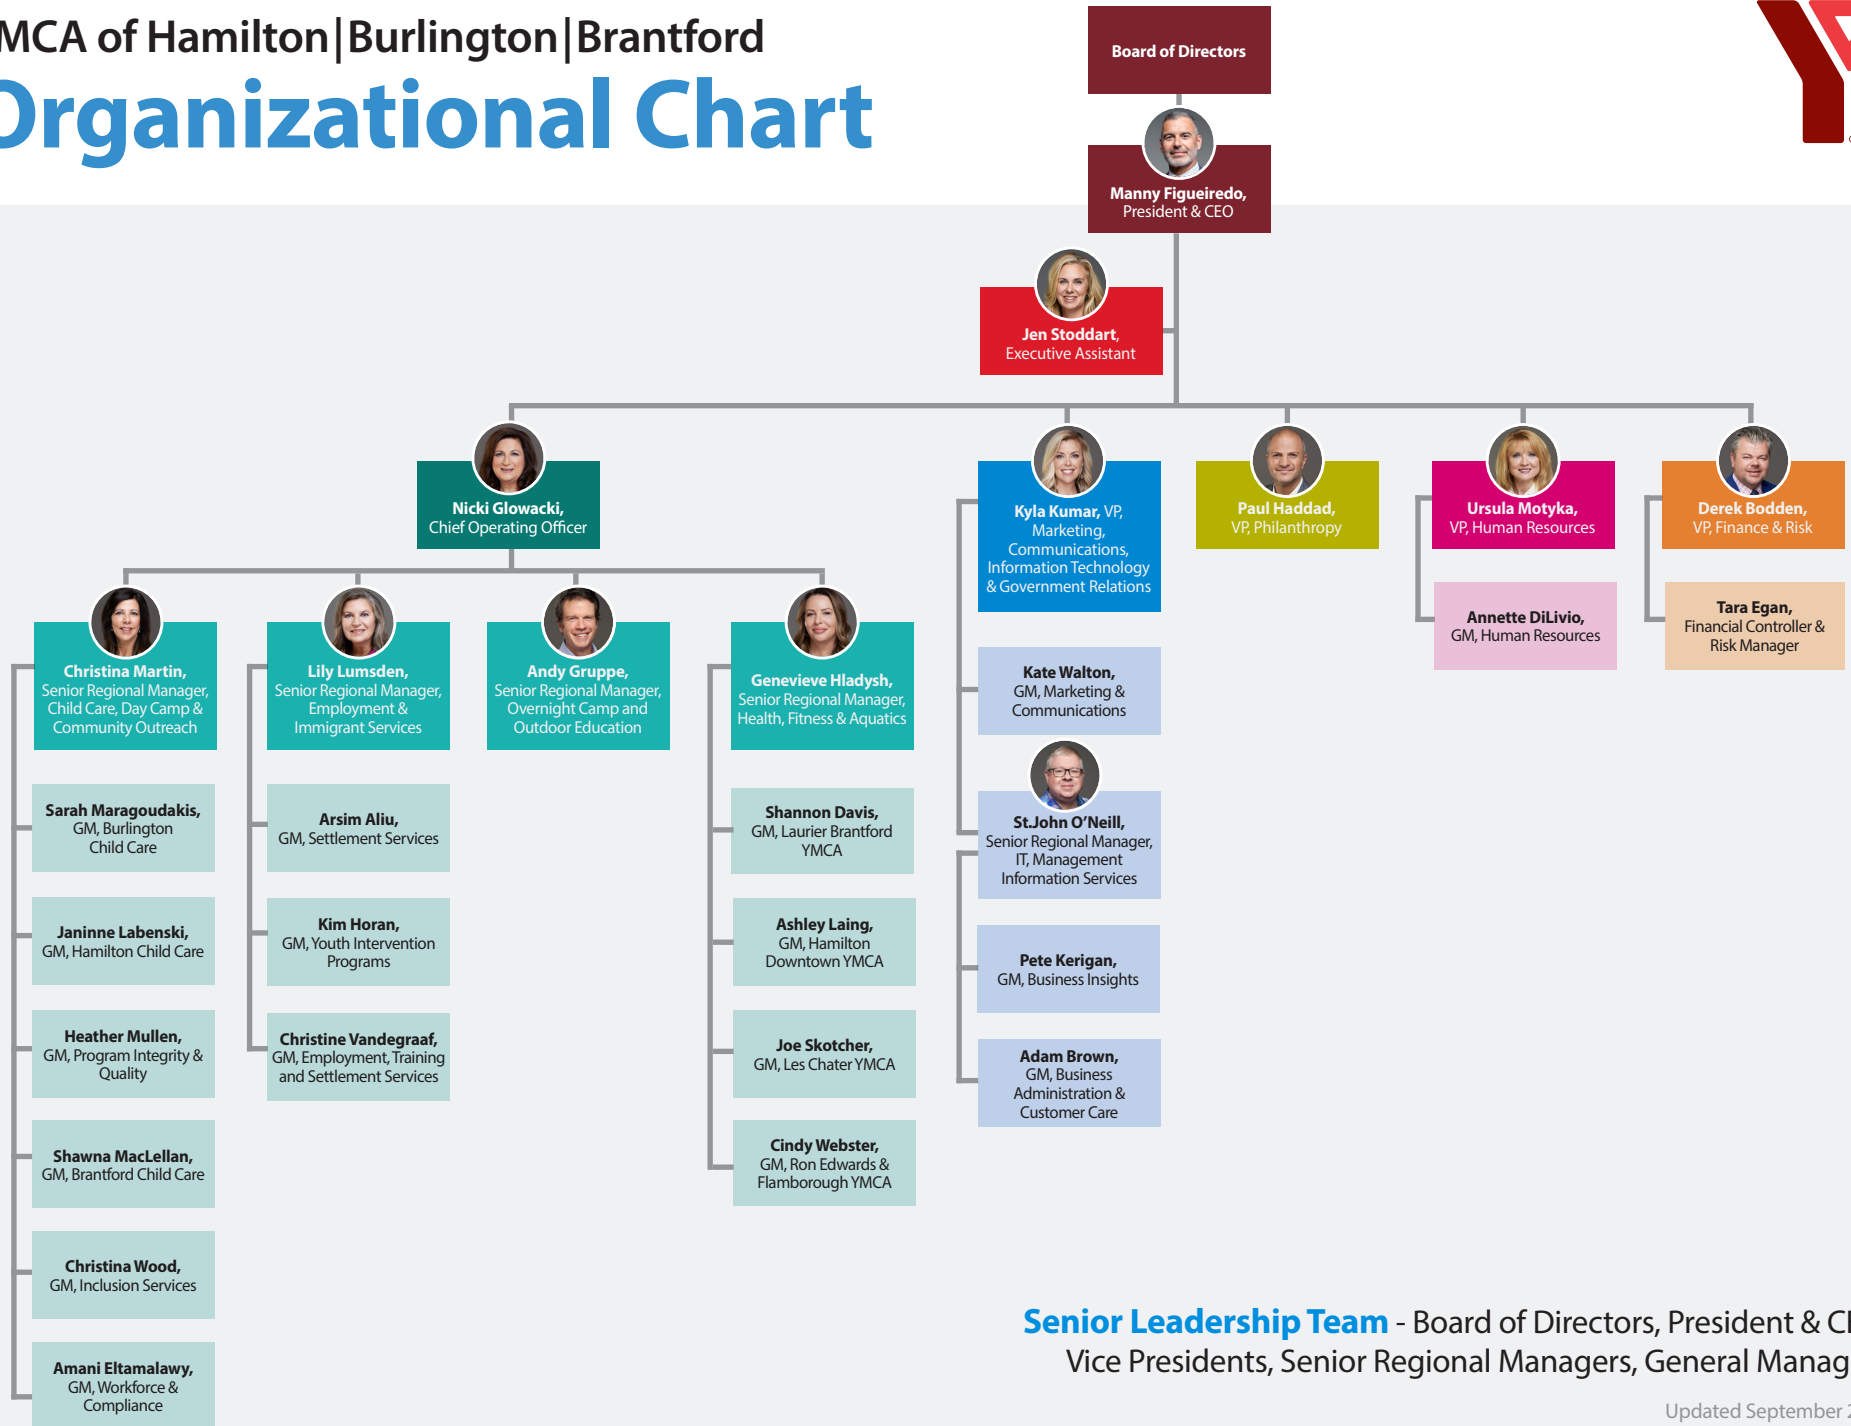 MCA of Hamilton|Burlington|Brantford
Organizational Chart
Board of Directors
Manny Figueiredo,
President & CEO
Jen Stoddart,
Executive Assistant
Nicki Glowacki,
Chief Operating Officer
Kyla Kumar, VP,
Marketing,
Communications,
Information Technology
& Government Relations
Paul Haddad,
VP, Philanthropy
Ursula Motyka,
VP, Human Resources
Derek Bodden,
VP, Finance & Risk
Annette DiLivio,
GM, Human Resources
Tara Egan,
Financial Controller &
Risk Manager
Christina Martin,
Senior Regional Manager,
Child Care, Day Camp &
Community Outreach
Lily Lumsden,
Senior Regional Manager,
Employment &
Immigrant Services
Andy Gruppe,
Senior Regional Manager,
Overnight Camp and
Outdoor Education
Genevieve Hladysh,
Senior Regional Manager,
Health, Fitness & Aquatics
Kate Walton,
GM, Marketing &
Communications
St.John O’Neill,
Senior Regional Manager,
IT, Management
Information Services
Pete Kerigan,
GM, Business Insights
Adam Brown,
GM, Business
Administration &
Customer Care
Sarah Maragoudakis,
GM, Burlington
Child Care
Janinne Labenski,
GM, Hamilton Child Care
Heather Mullen,
GM, Program Integrity &
Quality
Shawna MacLellan,
GM, Brantford Child Care
Christina Wood,
GM, Inclusion Services
Amani Eltamalawy,
GM, Workforce &
Compliance
Arsim Aliu,
GM, Settlement Services
Kim Horan,
GM, Youth Intervention
Programs
Christine Vandegraaf,
GM, Employment, Training
and Settlement Services
Shannon Davis,
GM, Laurier Brantford
YMCA
Ashley Laing,
GM, Hamilton
Downtown YMCA
Joe Skotcher,
GM, Les Chater YMCA
Cindy Webster,
GM, Ron Edwards &
Flamborough YMCA
Senior Leadership Team - Board of Directors, President &
Vice Presidents, Senior Regional Managers, General
Updated September